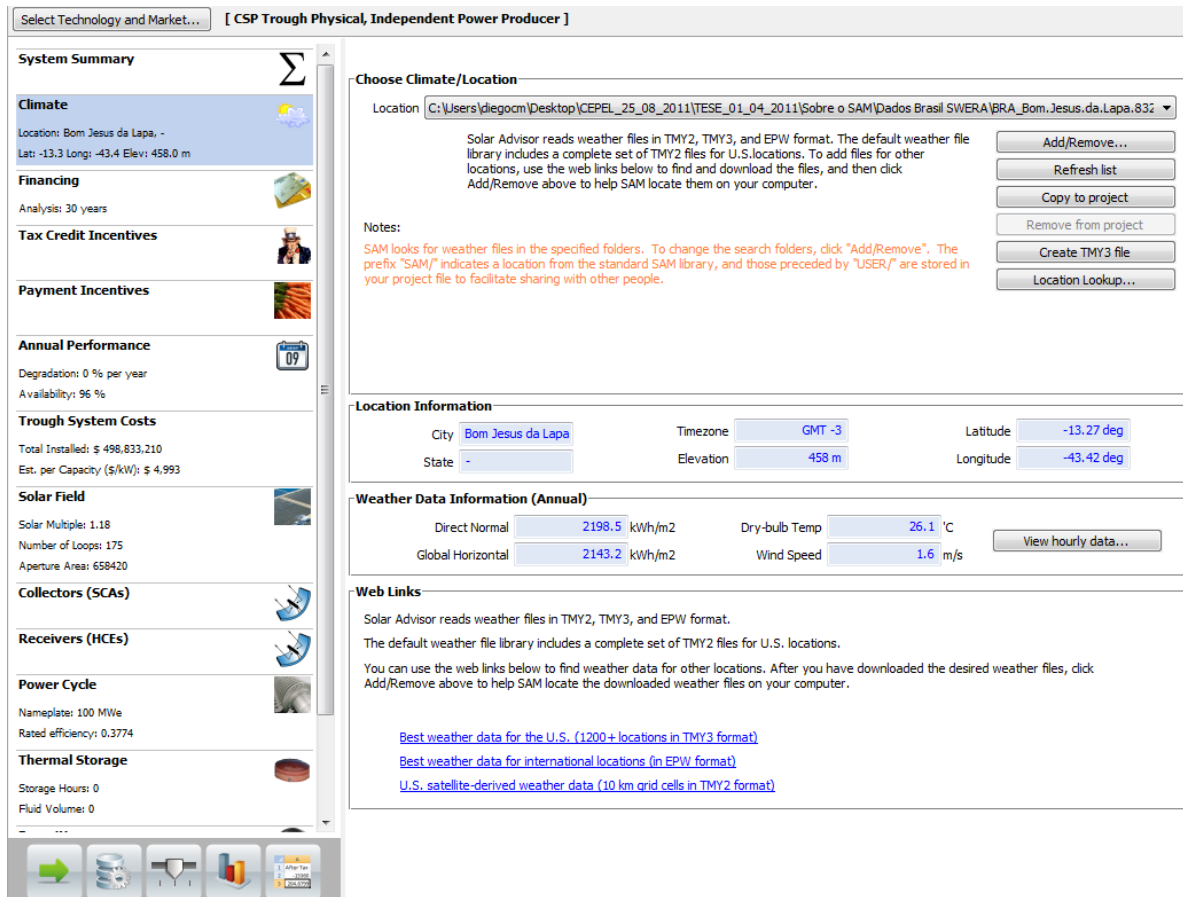 Select Technology and Market... [ CSP Trough Physical, Independent Power Producer ]
System Summary
Σ
Climate
Location: Bom Jesus da Lapa, -
Lat: -13.3 Long: -43.4 Elev: 458.0 m
Financing
Analysis: 30 years
Tax Credit Incentives
Payment Incentives
Annual Performance
09
Degradation: 0 % per year
Availability: 96 %
Trough System Costs
Total Installed: $ 498,833,210
Est. per Capacity ($/kW): $ 4,993
Solar Field
Solar Multiple: 1.18
Number of Loops: 175
Aperture Area: 658420
Collectors (SCAs)
Receivers (HCEs)
Power Cycle
Nameplate: 100 MWe
Rated efficiency: 0.3774
Thermal Storage
Storage Hours: 0
Fluid Volume: 0
Choose Climate/Location
Location C:\Users\diegocm\Desktop\CEPEL_25_08_2011\TESE_01_04_2011\Sobre o SAM\Dados Brasil SWERA\BRA_Bom.Jesus.da.Lapa.832
Solar Advisor reads weather files in TMY2, TMY3, and EPW format. The default weather file
library includes a complete set of TMY2 files for U.S.locations. To add files for other
locations, use the web links below to find and download the files, and then click
Add/Remove above to help SAM locate them on your computer.
Add/Remove...
Refresh list
Copy to project
Remove from project
Create TMY3 file
Location Lookup...
Notes:
SAM looks for weather files in the specified folders. To change the search folders, click "Add/Remove". The
prefix "SAM/" indicates a location from the standard SAM library, and those preceded by "USER/" are stored in
your project file to facilitate sharing with other people.
Location Information
City Bom Jesus da Lapa Timezone GMT -3 Latitude -13.27 deg
State - Elevation 458 m Longitude -43.42 deg
Weather Data Information (Annual)
Direct Normal 2198.5 kWh/m2 Dry-bulb Temp 26.1 'C
Global Horizontal 2143.2 kWh/m2 Wind Speed 1.6 m/s
View hourly data...
Web Links
Solar Advisor reads weather files in TMY2, TMY3, and EPW format.
The default weather file library includes a complete set of TMY2 files for U.S. locations.
You can use the web links below to find weather data for other locations. After you have downloaded the desired weather files, click
Add/Remove above to help SAM locate the downloaded weather files on your computer.
Best weather data for the U.S. (1200+ locations in TMY3 format)
Best weather data for international locations (in EPW format)
U.S. satellite-derived weather data (10 km grid cells in TMY2 format)